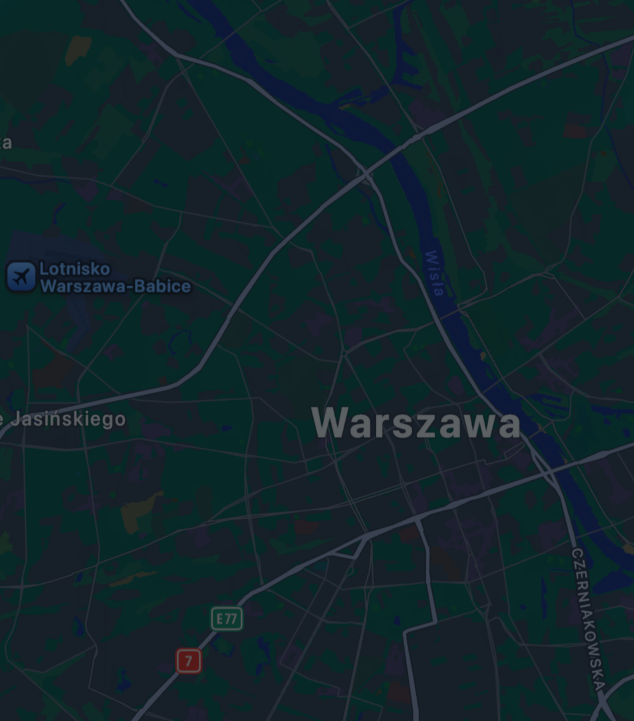 a
Lotnisko
Warszawa-Babice
Wisła
e Jasińskiego
Warszawa
CZERNIAKOWSKA
E77
7